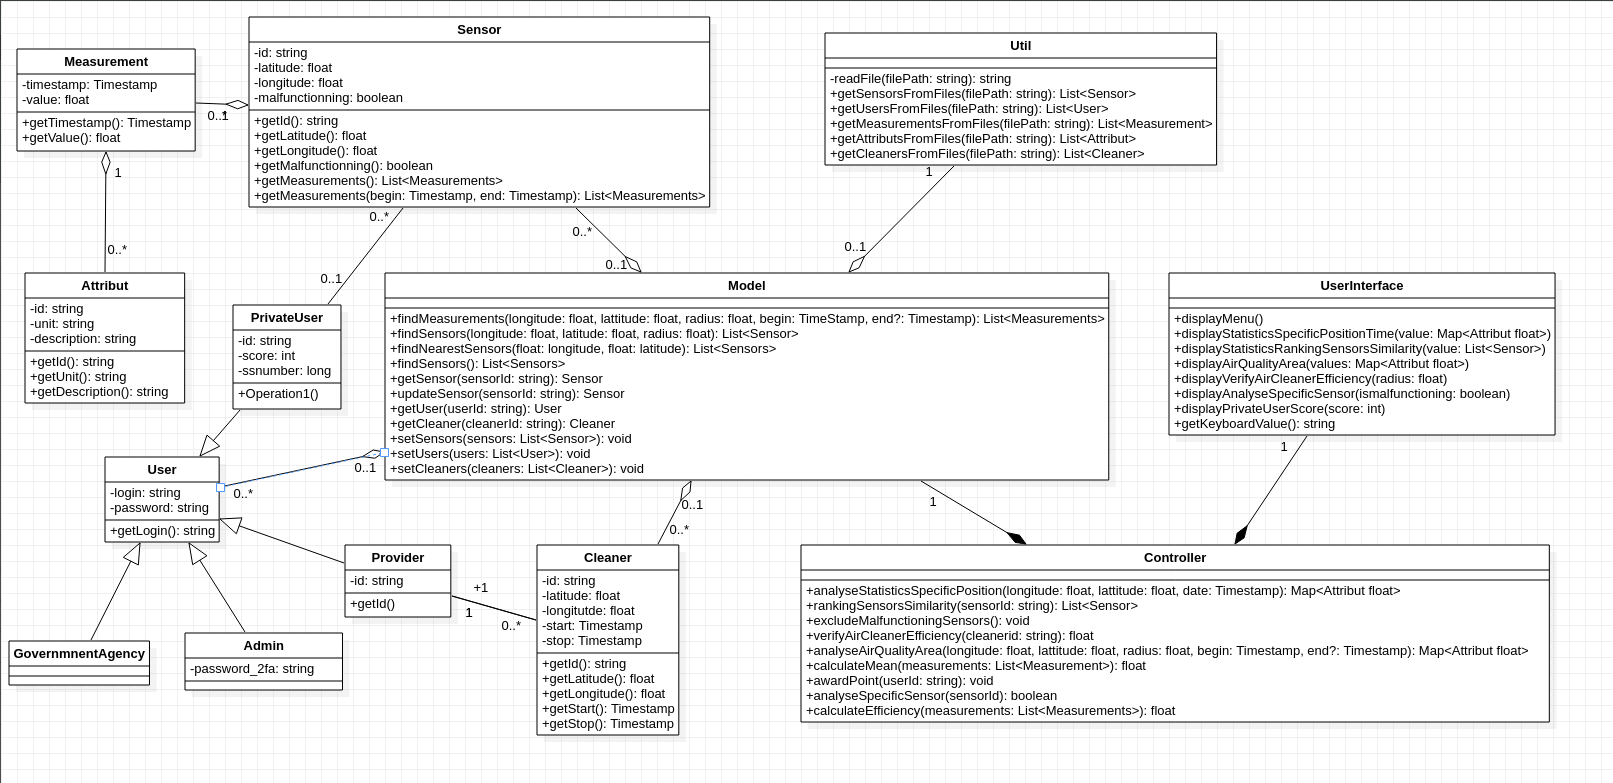 Sensor
-id: string
-latitude: float
-longitude: float
-malfunctionning: boolean
+getId(): string
+getLatitude(): float
+getLongitude(): float
+getMalfunctionning(): boolean
+getMeasurements(): List<Measurements>
+getMeasurements(begin: Timestamp, end: Timestamp): List<Measurements>
Measurement
-timestamp: Timestamp
-value: float
+getTimestamp(): Timestamp
+getValue(): float
0..1
1
0..*
0..*
0..1
0..*
0..1
Util
-readFile(filePath: string): string
+getSensorsFromFiles(filePath: string): List<Sensor>
+getUsersFromFiles(filePath: string): List<User>
+getMeasurementsFromFiles(filePath: string): List<Measurement>
+getAttributsFromFiles(filePath: string): List<Attribut>
+getCleanersFromFiles(filePath: string): List<Cleaner>
1
0..1
Attribut
-id: string
-unit: string
-description: string
+getId(): string
+getUnit(): string
+getDescription(): string
PrivateUser
-id: string
-score: int
-ssnumber: long
+Operation1()
Model
+findMeasurements(longitude: float, lattitude: float, radius: float, begin: TimeStamp, end?: Timestamp): List<Measurements>
+findSensors(longitude: float, latitude: float, radius: float): List<Sensor>
+findNearestSensors(float: longitude, float: latitude): List<Sensors>
+findSensors(): List<Sensors>
+getSensor(sensorId: string): Sensor
+updateSensor(sensorId: string): Sensor
+getUser(userId: string): User
+getCleaner(cleanerId: string): Cleaner
+setSensors(sensors: List<Sensor>): void
+setUsers(users: List<User>): void
+setCleaners(cleaners: List<Cleaner>): void
UserInterface
+displayMenu()
+displayStatisticsSpecificPositionTime(value: Map<Attribut float>)
+displayStatisticsRankingSensorsSimilarity(value: List<Sensor>)
+displayAirQualityArea(values: Map<Attribut float>)
+displayVerifyAirCleanerEfficiency(radius: float)
+displayAnalyseSpecificSensor(ismalfunctioning: boolean)
+displayPrivateUserScore(score: int)
+getKeyboardValue(): string
1
User
-login: string
-password: string
+getLogin(): string
0..1
0..*
0..1
0..*
1
Provider
-id: string
+getId()
+1
1
0..*
Cleaner
-id: string
-latitude: float
-longitutde: float
-start: Timestamp
-stop: Timestamp
+getId(): string
+getLatitude(): float
+getLongitude(): float
+getStart(): Timestamp
+getStop(): Timestamp
Controller
+analyseStatisticsSpecificPosition(longitude: float, lattitude: float, date: Timestamp): Map<Attribut float>
+rankingSensorsSimilarity(sensorId: string): List<Sensor>
+excludeMalfunctioningSensors(): void
+verifyAirCleanerEfficiency(cleanerid: string): float
+analyseAirQualityArea(longitude: float, lattitude: float, radius: float, begin: Timestamp, end?: Timestamp): Map<Attribut float>
+calculateMean(measurements: List<Measurement>): float
+awardPoint(userId: string): void
+analyseSpecificSensor(sensorId): boolean
+calculateEfficiency(measurements: List<Measurements>): float
GovernmnentAgency
Admin
-password_2fa: string